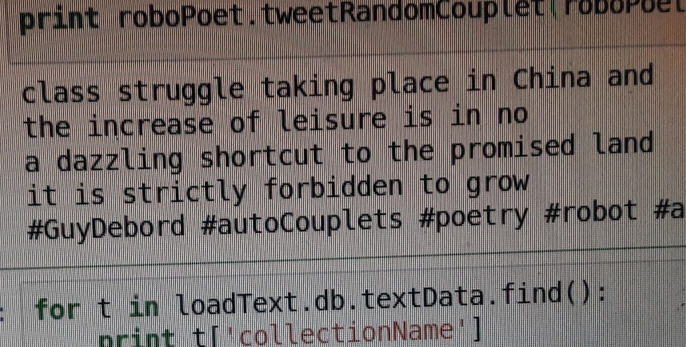 print roboPoet.tweetRandomCouplet(roboPoet
class struggle taking place in China and
the increase of leisure is in no
a dazzling shortcut to the promised land
it is strictly forbidden to grow
#GuyDebord #autoCouplets #poetry #robot #a
: for t in loadText.db.textData.find():
print t['collectionName']